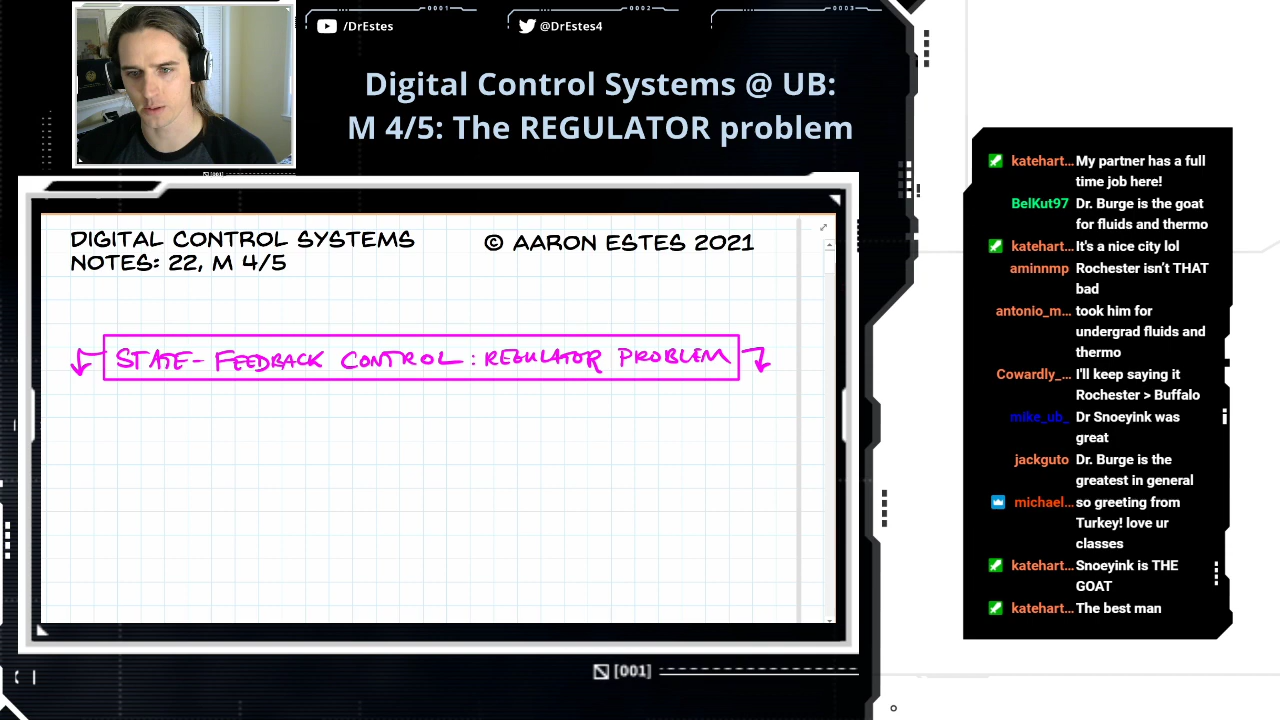 0001
0002
0003
/DrEstes
@DrEstes4
Digital Control Systems @ UB:
M 4/5: The REGULATOR problem
[001]
DIGITAL CONTROL SYSTEMS
© AARON ESTES 2021
NOTES: 22, M 4/5
STATE-FEEDBACK CONTROL: REGULATOR PROBLEM
[001]
katehart... My partner has a full
time job here!
BelKut97 Dr. Burge is the goat
for fluids and thermo
katehart... It's a nice city lol
aminnmp Rochester isn't THAT
bad
antonio_m... took him for
undergrad fluids and
thermo
Cowardly_... I'll keep saying it
Rochester > Buffalo
mike_ub_ Dr Snoeyink was
great
jackguto Dr. Burge is the
greatest in general
michael... so greeting from
Turkey! love ur
classes
katehart... Snoeyink is THE
GOAT
katehart... The best man